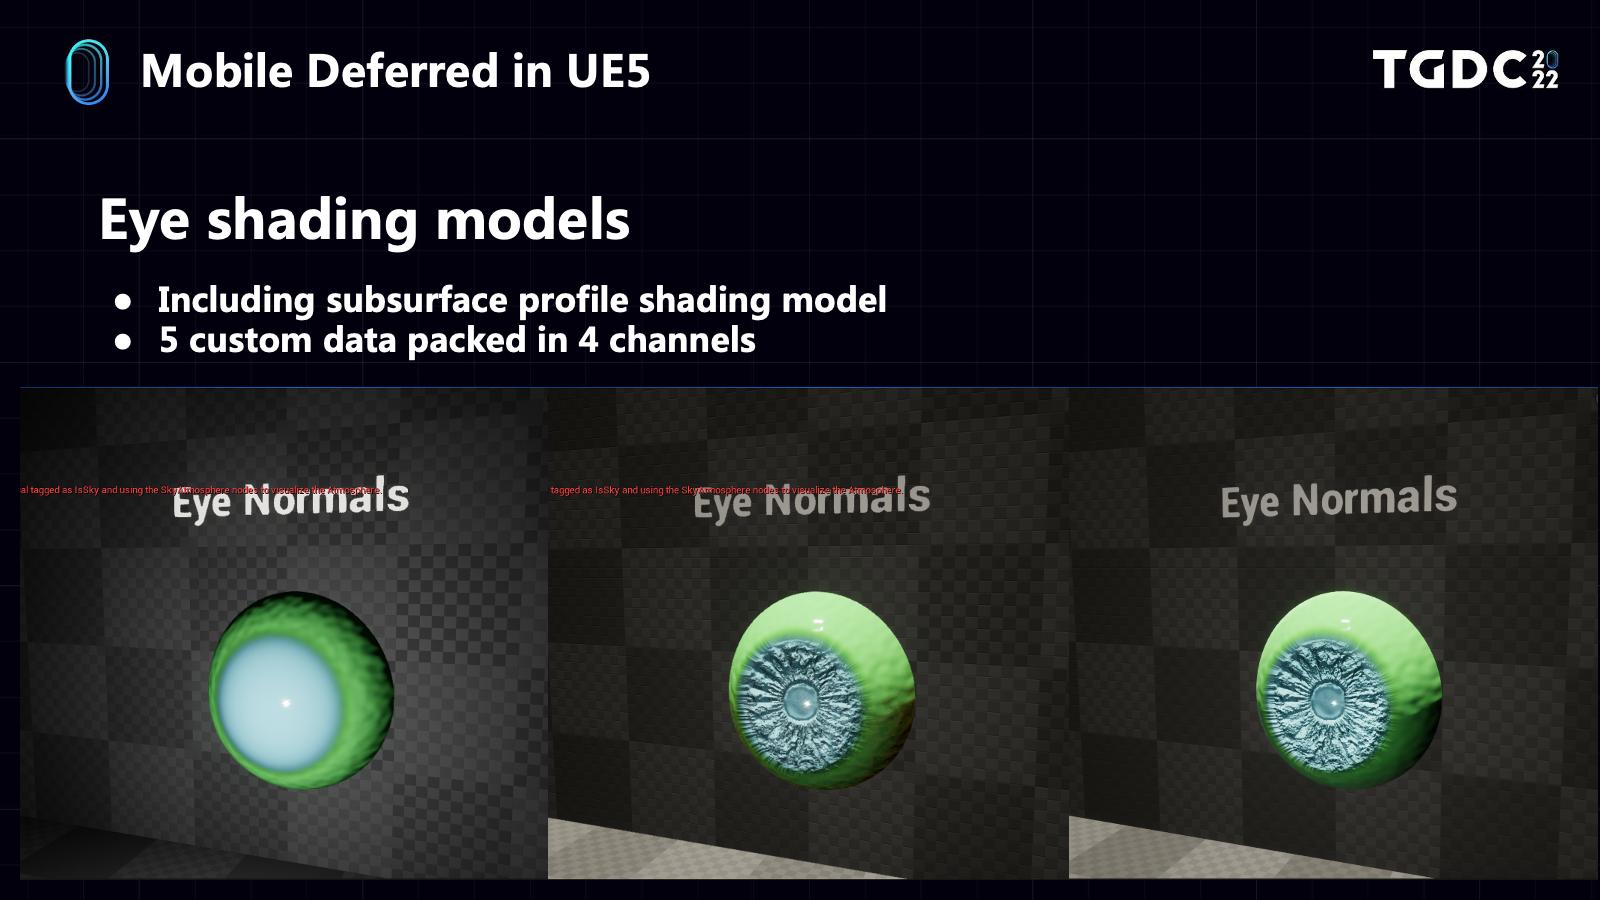 Mobile Deferred in UE5
TGDC 2022
Eye shading models
● Including subsurface profile shading model
● 5 custom data packed in 4 channels
al tagged as IsSky and using the SkyAtmosphere nodes to visualize the Atmosphere.
Eye Normals
tagged as IsSky and using the SkyAtmosphere nodes to visualize the Atmosphere.
Eye Normals
Eye Normals